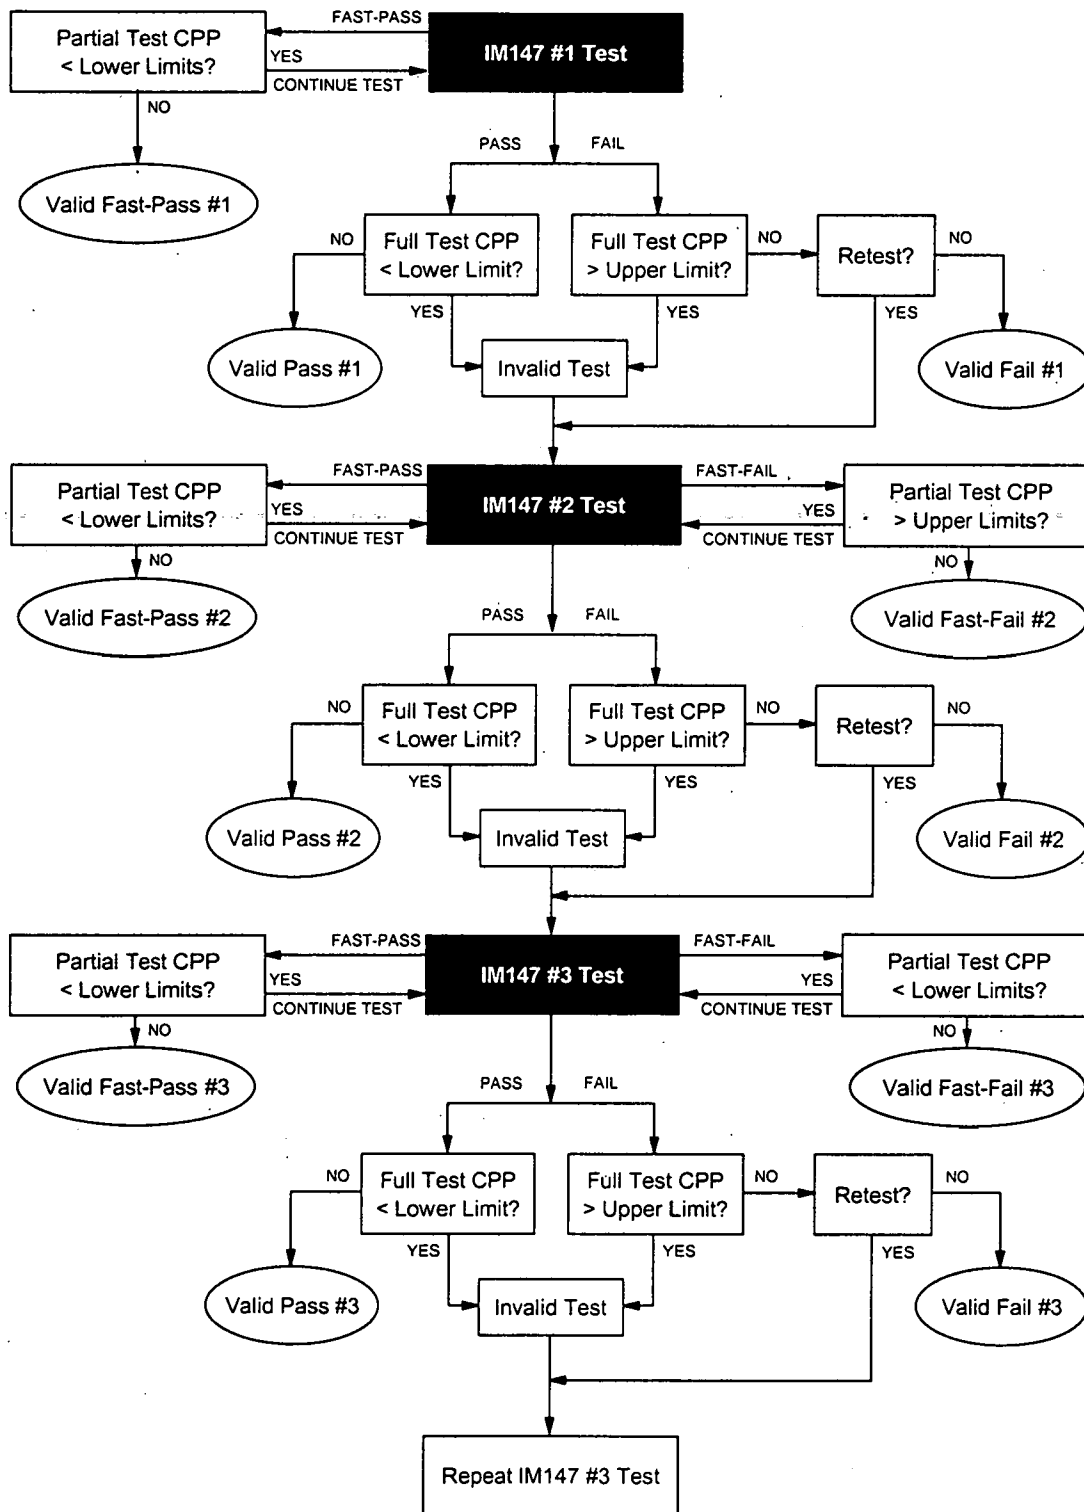 FAST-PASS
Partial Test CPP
< Lower Limits?
YES
CONTINUE TEST
IM147 #1 Test
NO
PASS
FAIL
Valid Fast-Pass #1
NO
Full Test CPP
< Lower Limit?
Full Test CPP
> Upper Limit?
NO
Retest?
NO
YES
YES
YES
Valid Pass #1
Invalid Test
Valid Fail #1
FAST-PASS
FAST-FAIL
Partial Test CPP
< Lower Limits?
YES
CONTINUE TEST
IM147 #2 Test
YES
CONTINUE TEST
Partial Test CPP
> Upper Limits?
NO
NO
Valid Fast-Pass #2
Valid Fast-Fail #2
PASS
FAIL
NO
Full Test CPP
< Lower Limit?
Full Test CPP
> Upper Limit?
NO
Retest?
NO
YES
YES
YES
Valid Pass #2
Invalid Test
Valid Fail #2
FAST-PASS
FAST-FAIL
Partial Test CPP
< Lower Limits?
YES
CONTINUE TEST
IM147 #3 Test
YES
CONTINUE TEST
Partial Test CPP
< Lower Limits?
NO
NO
Valid Fast-Pass #3
Valid Fast-Fail #3
PASS
FAIL
NO
Full Test CPP
< Lower Limit?
Full Test CPP
> Upper Limit?
NO
Retest?
NO
YES
YES
YES
Valid Pass #3
Invalid Test
Valid Fail #3
Repeat IM147 #3 Test